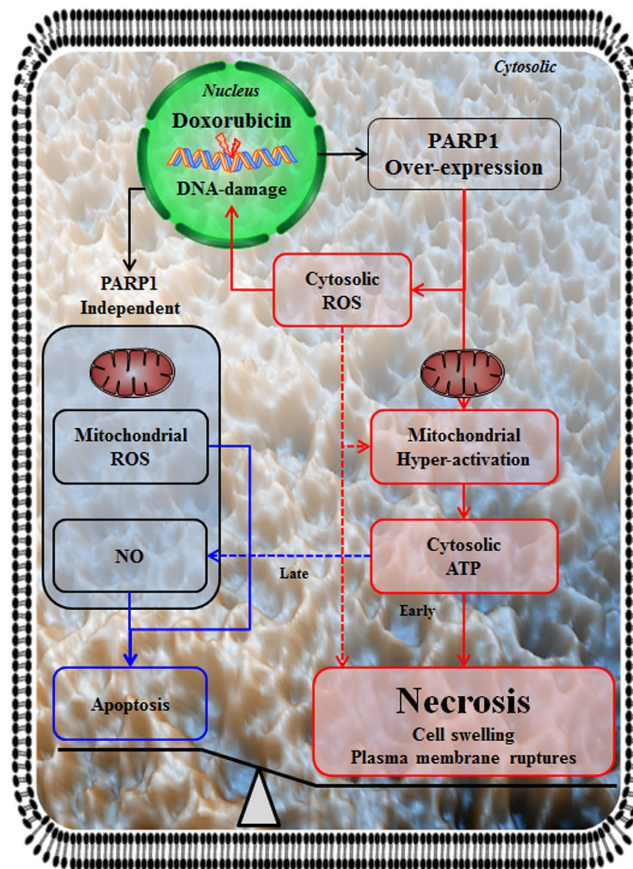 Cytosolic
Nucleus
Doxorubicin
DNA-damage
PARP1
Over-expression
PARP1
Independent
Cytosolic
ROS
Mitochondrial
ROS
Mitochondrial
Hyper-activation
NO
Late
Cytosolic
ATP
Early
Apoptosis
Necrosis
Cell swelling
Plasma membrane ruptures